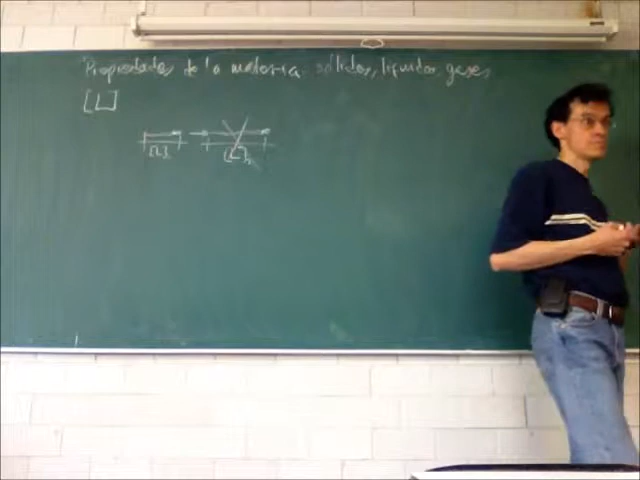 Propiedades de la materia. sólidos, líquidos, gases
[L]